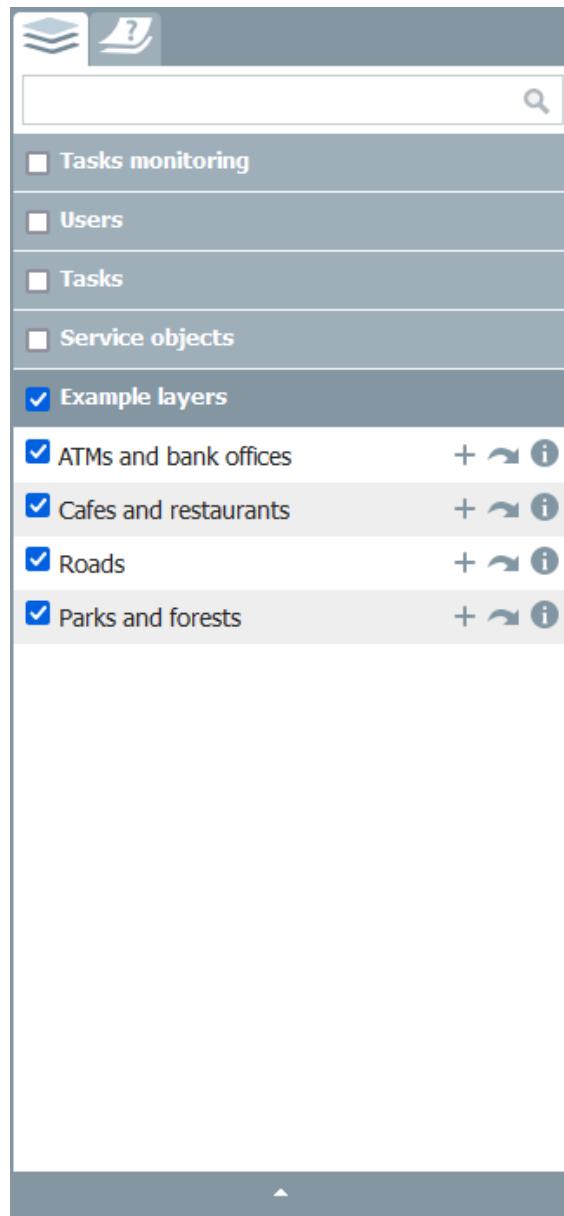 ?
Tasks monitoring
Users
Tasks
Service objects
Example layers
ATMs and bank offices
Cafes and restaurants
Roads
Parks and forests